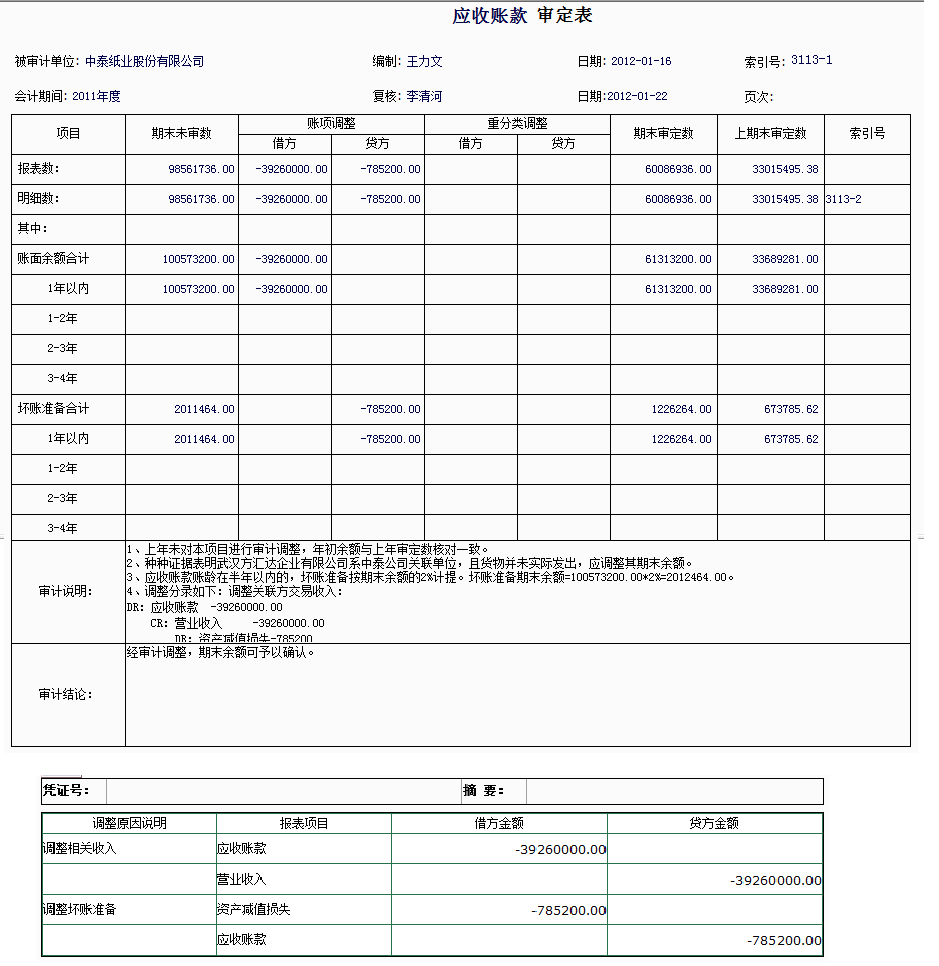 应收账款 审定表
被审计单位: 中泰纸业股份有限公司 编制: 王力文 日期: 2012-01-16 索引号: 3113-1
会计期间: 2011年度 复核: 李清河 日期:2012-01-22 页次:
项目 期末未审数 账项调整 重分类调整 期末审定数 上期末审定数 索引号
借方 贷方 借方 贷方
报表数: 98561736.00 -39260000.00 -785200.00 60086936.00 33015495.38
明细数: 98561736.00 -39260000.00 -785200.00 60086936.00 33015495.38 3113-2
其中:
账面余额合计 100573200.00 -39260000.00 61313200.00 33689281.00
1年以内 100573200.00 -39260000.00 61313200.00 33689281.00
1-2年
2-3年
3-4年
坏账准备合计 2011464.00 -785200.00 1226264.00 673785.62
1年以内 2011464.00 -785200.00 1226264.00 673785.62
1-2年
2-3年
3-4年
审计说明:
1、上年未对本项目进行审计调整，年初余额与上年审定数核对一致。
2、种种证据表明武汉方汇达企业有限公司系中泰公司关联单位，且货物并未实际发出，应调整其期末余额。
3、应收账款账龄在半年以内的，坏账准备按期末余额的2%计提。坏账准备期末余额=100573200.00*2%=2012464.00。
4、调整分录如下：调整关联方交易收入：
DR: 应收账款 -39260000.00
CR: 营业收入 -39260000.00
DR: 资产减值损失-785200
审计结论:
经审计调整，期末余额可予以确认。
凭证号: 摘 要:
调整原因说明 报表项目 借方金额 贷方金额
调整相关收入 应收账款 -39260000.00
营业收入 -39260000.00
调整坏账准备 资产减值损失 -785200.00
应收账款 -785200.00